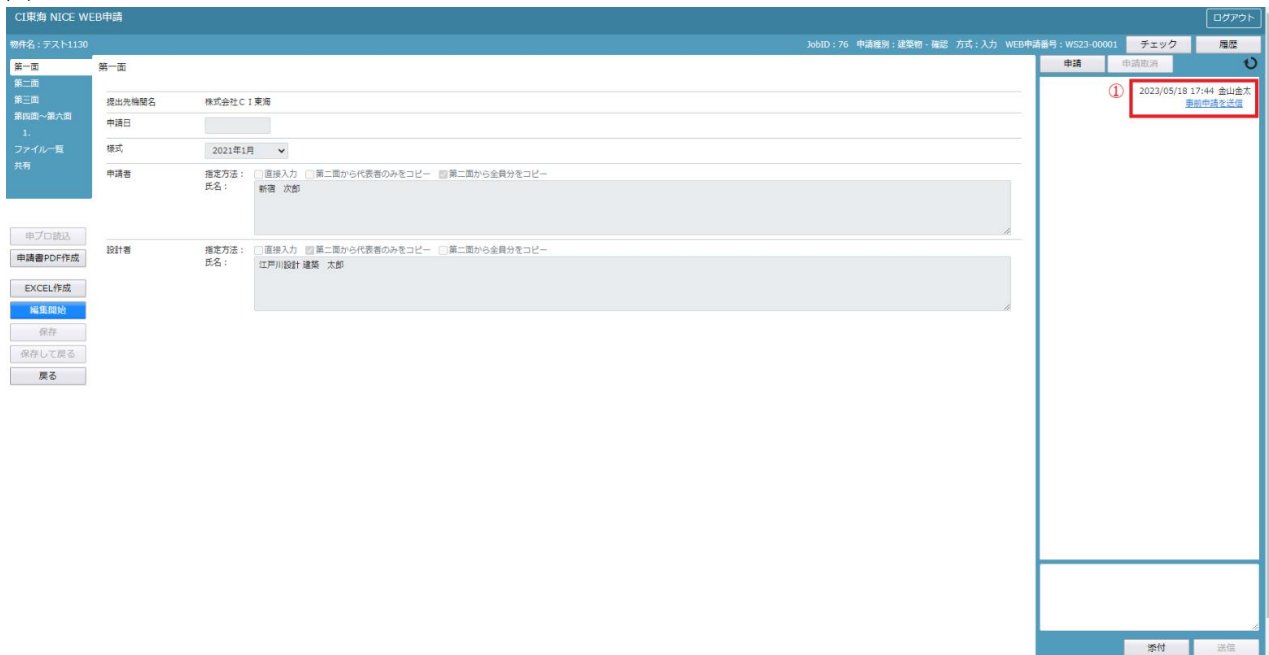 CI東海 NICE WEB申請
ログアウト
物件名：テスト1130
JobID：76 申請種別：建築物 - 確認 方式：入力 WEB申請番号：WS23-00001
チェック
履歴
第一面
第二面
第三面
第四面～第六面
1.
ファイル一覧
共有
申プロ読込
申請書PDF作成
EXCEL作成
編集開始
保存
保存して戻る
戻る
第一面
提出先機関名 株式会社ＣＩ東海
申請日
様式 2021年1月
申請者 指定方法： 直接入力 第二面から代表者のみをコピー 第二面から全員分をコピー
氏名： 新宿 次郎
設計者 指定方法： 直接入力 第二面から代表者のみをコピー 第二面から全員分をコピー
氏名： 江戸川設計 建築 太郎
申請
申請取消
① 2023/05/18 17:44 金山金太
事前申請を送信
添付
送信